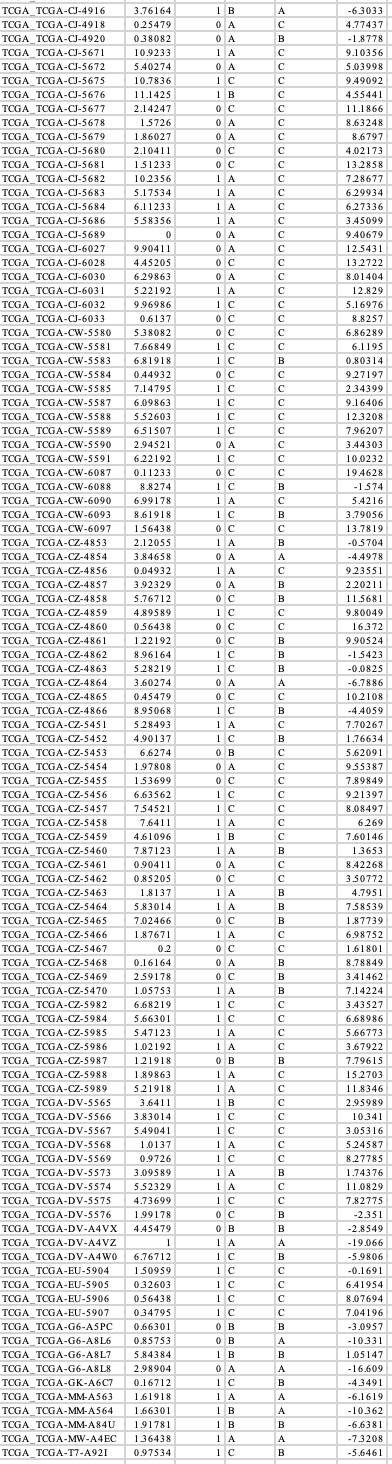 TCGA_TCGA-CJ-4916 3.76164 1 B A -6.3033
TCGA_TCGA-CJ-4918 0.25479 0 A C 4.77437
TCGA_TCGA-CJ-4920 0.38082 0 A B -1.8778
TCGA_TCGA-CJ-5671 10.9233 1 A C 9.10356
TCGA_TCGA-CJ-5672 5.40274 0 A C 5.03998
TCGA_TCGA-CJ-5675 10.7836 1 C C 9.49092
TCGA_TCGA-CJ-5676 11.1425 1 B C 4.55441
TCGA_TCGA-CJ-5677 2.14247 0 C C 11.1866
TCGA_TCGA-CJ-5678 1.5726 0 A C 8.63248
TCGA_TCGA-CJ-5679 1.86027 0 A C 8.6797
TCGA_TCGA-CJ-5680 2.10411 0 C C 4.02173
TCGA_TCGA-CJ-5681 1.51233 0 C C 13.2858
TCGA_TCGA-CJ-5682 10.2356 1 A C 7.28677
TCGA_TCGA-CJ-5683 5.17534 1 A C 6.29934
TCGA_TCGA-CJ-5684 6.11233 1 A C 6.27336
TCGA_TCGA-CJ-5686 5.58356 1 A C 3.45099
TCGA_TCGA-CJ-5689 0 0 A C 9.40679
TCGA_TCGA-CJ-6027 9.90411 0 A C 12.5431
TCGA_TCGA-CJ-6028 4.45205 0 C C 13.2722
TCGA_TCGA-CJ-6030 6.29863 0 A C 8.01404
TCGA_TCGA-CJ-6031 5.22192 1 A C 12.829
TCGA_TCGA-CJ-6032 9.96986 1 C C 5.16976
TCGA_TCGA-CJ-6033 0.6137 0 C C 8.8257
TCGA_TCGA-CW-5580 5.38082 0 C C 6.86289
TCGA_TCGA-CW-5581 7.66849 1 C C 6.1195
TCGA_TCGA-CW-5583 6.81918 1 C B 0.80314
TCGA_TCGA-CW-5584 0.44932 0 C C 9.27197
TCGA_TCGA-CW-5585 7.14795 1 C C 2.34399
TCGA_TCGA-CW-5587 6.09863 1 C C 9.16406
TCGA_TCGA-CW-5588 5.52603 1 C C 12.3208
TCGA_TCGA-CW-5589 6.51507 1 C C 7.96207
TCGA_TCGA-CW-5590 2.94521 0 A C 3.44303
TCGA_TCGA-CW-5591 6.22192 1 C C 10.0232
TCGA_TCGA-CW-6087 0.11233 0 C C 19.4628
TCGA_TCGA-CW-6088 8.8274 1 C B -1.574
TCGA_TCGA-CW-6090 6.99178 1 A C 5.4216
TCGA_TCGA-CW-6093 8.61918 1 C B 3.79056
TCGA_TCGA-CW-6097 1.56438 0 C C 13.7819
TCGA_TCGA-CZ-4853 2.12055 1 A B -0.5704
TCGA_TCGA-CZ-4854 3.84658 0 A A -4.4978
TCGA_TCGA-CZ-4856 0.04932 1 A C 9.23551
TCGA_TCGA-CZ-4857 3.92329 0 A B 2.20211
TCGA_TCGA-CZ-4858 5.76712 0 C B 11.5681
TCGA_TCGA-CZ-4859 4.89589 1 C C 9.80049
TCGA_TCGA-CZ-4860 0.56438 0 C C 16.372
TCGA_TCGA-CZ-4861 1.22192 0 C B 9.90524
TCGA_TCGA-CZ-4862 8.96164 1 C B -1.5423
TCGA_TCGA-CZ-4863 5.28219 1 C B -0.0825
TCGA_TCGA-CZ-4864 3.60274 0 A A -6.7886
TCGA_TCGA-CZ-4865 0.45479 0 C C 10.2108
TCGA_TCGA-CZ-4866 8.95068 1 C B -4.4059
TCGA_TCGA-CZ-5451 5.28493 1 A C 7.70267
TCGA_TCGA-CZ-5452 4.90137 1 C B 1.76634
TCGA_TCGA-CZ-5453 6.6274 0 B C 5.62091
TCGA_TCGA-CZ-5454 1.97808 0 A C 9.55387
TCGA_TCGA-CZ-5455 1.53699 0 C C 7.89849
TCGA_TCGA-CZ-5456 6.63562 1 C C 9.21397
TCGA_TCGA-CZ-5457 7.54521 1 C C 8.08497
TCGA_TCGA-CZ-5458 7.6411 1 A C 6.269
TCGA_TCGA-CZ-5459 4.61096 1 B C 7.60146
TCGA_TCGA-CZ-5460 7.87123 1 A B 1.3653
TCGA_TCGA-CZ-5461 0.90411 0 A C 8.42268
TCGA_TCGA-CZ-5462 0.85205 0 C C 3.50772
TCGA_TCGA-CZ-5463 1.8137 1 A B 4.7951
TCGA_TCGA-CZ-5464 5.83014 1 A B 7.58539
TCGA_TCGA-CZ-5465 7.02466 0 C B 1.87739
TCGA_TCGA-CZ-5466 1.87671 1 A C 6.98752
TCGA_TCGA-CZ-5467 0.2 0 C C 1.61801
TCGA_TCGA-CZ-5468 0.16164 0 A B 8.78849
TCGA_TCGA-CZ-5469 2.59178 0 C B 3.41462
TCGA_TCGA-CZ-5470 1.05753 1 A B 7.14224
TCGA_TCGA-CZ-5982 6.68219 1 C C 3.43527
TCGA_TCGA-CZ-5984 5.66301 1 C C 6.68986
TCGA_TCGA-CZ-5985 5.47123 1 A C 5.66773
TCGA_TCGA-CZ-5986 1.02192 1 A C 3.67922
TCGA_TCGA-CZ-5987 1.21918 0 B B 7.79615
TCGA_TCGA-CZ-5988 1.89863 1 A C 15.2703
TCGA_TCGA-CZ-5989 5.21918 1 A C 11.8346
TCGA_TCGA-DV-5565 3.6411 1 B C 2.95989
TCGA_TCGA-DV-5566 3.83014 1 C C 10.341
TCGA_TCGA-DV-5567 5.49041 1 C C 3.05316
TCGA_TCGA-DV-5568 1.0137 1 A C 5.24587
TCGA_TCGA-DV-5569 0.9726 1 C C 8.27785
TCGA_TCGA-DV-5573 3.09589 1 A B 1.74376
TCGA_TCGA-DV-5574 5.52329 1 A C 11.0829
TCGA_TCGA-DV-5575 4.73699 1 C C 7.82775
TCGA_TCGA-DV-5576 1.99178 0 C B -2.351
TCGA_TCGA-DV-A4VX 4.45479 0 B B -2.8549
TCGA_TCGA-DV-A4VZ 1 1 A A -19.066
TCGA_TCGA-DV-A4W0 6.76712 1 C B -5.9806
TCGA_TCGA-EU-5904 1.50959 1 C C -0.1691
TCGA_TCGA-EU-5905 0.32603 1 C C 6.41954
TCGA_TCGA-EU-5906 0.56438 1 C C 8.07694
TCGA_TCGA-EU-5907 0.34795 1 C C 7.04196
TCGA_TCGA-G6-A5PC 0.66301 0 B B -3.0957
TCGA_TCGA-G6-A8L6 0.85753 0 B A -10.331
TCGA_TCGA-G6-A8L7 5.84384 1 B B 1.05147
TCGA_TCGA-G6-A8L8 2.98904 0 A A -16.609
TCGA_TCGA-GK-A6C7 0.16712 1 C B -4.3491
TCGA_TCGA-MM-A563 1.61918 1 A A -6.1619
TCGA_TCGA-MM-A564 1.66301 1 B A -10.362
TCGA_TCGA-MM-A84U 1.91781 1 B B -6.6381
TCGA_TCGA-MW-A4EC 1.36438 1 A A -7.3208
TCGA_TCGA-T7-A92I 0.97534 1 C B -5.6461